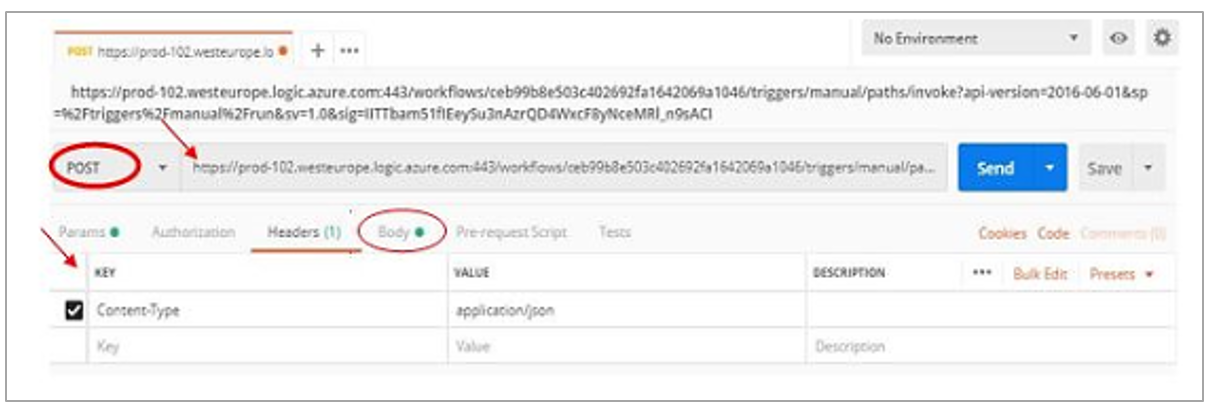 POST https://prod-102.westeurope.lo + •••
No Environment
https://prod-102.westeurope.logic.azure.com:443/workflows/ceb99b8e503c402692fa1642069a1046/triggers/manual/paths/invoke?api-version=2016-06-01&sp
=%2Ftriggers%2Fmanual%2Frun&sv=1.0&sig=IITTbam51flEeySu3nAzrQD4WxcF8yNceMRl_n9sACI
POST https://prod-102.westeurope.logic.azure.com:443/workflows/ceb99b8e503c402692fa1642069a1046/triggers/manual/pa... Send Save
Params Authorization Headers (1) Body Pre-request Script Tests Cookies Code Comments (0)
KEY VALUE DESCRIPTION ••• Bulk Edit Presets
Content-Type application/json
Key Value Description